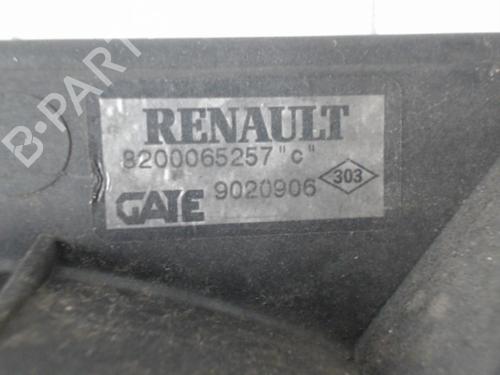 B-PARTS
RENAULT
8200065257 "c"
GATE 9020906 303